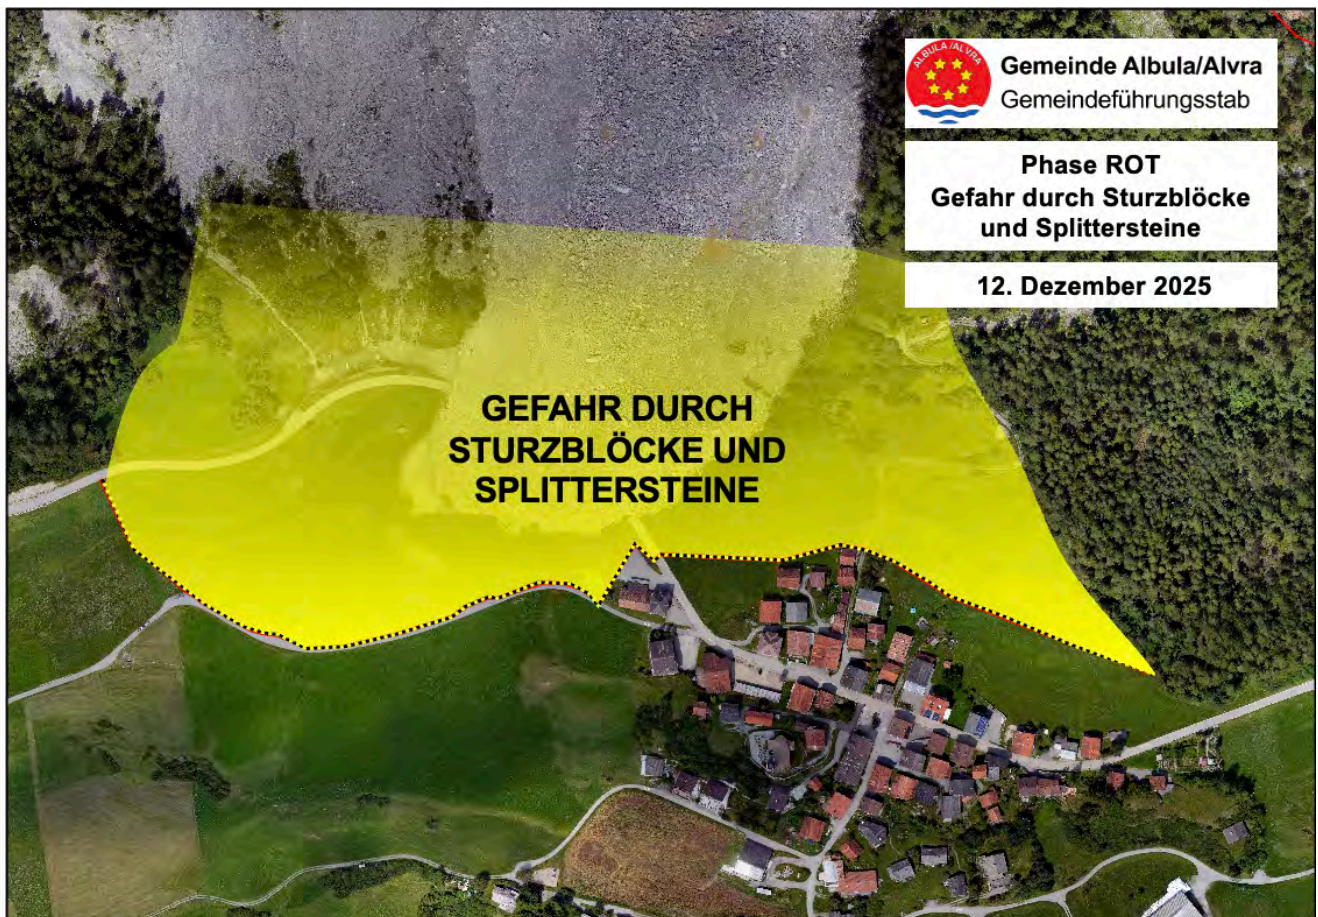 ALBULA/ALVRA
Gemeinde Albula/Alvra
Gemeindeführungsstab
Phase ROT
Gefahr durch Sturzblöcke
und Splittersteine
12. Dezember 2025
GEFAHR DURCH
STURZBLÖCKE UND
SPLITTERSTEINE